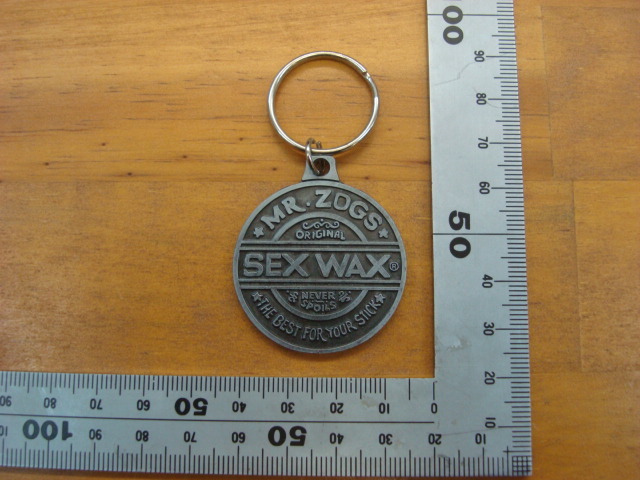 MR. ZOGS
ORIGINAL
SEX WAX®
NEVER
SPOILS
THE BEST FOR YOUR STICK
100
90
80
70
60
50
40
30
20
10
90 80 70 60 50 40 30 20 10 0
100 90 80 70 60 50 40 30 20 10